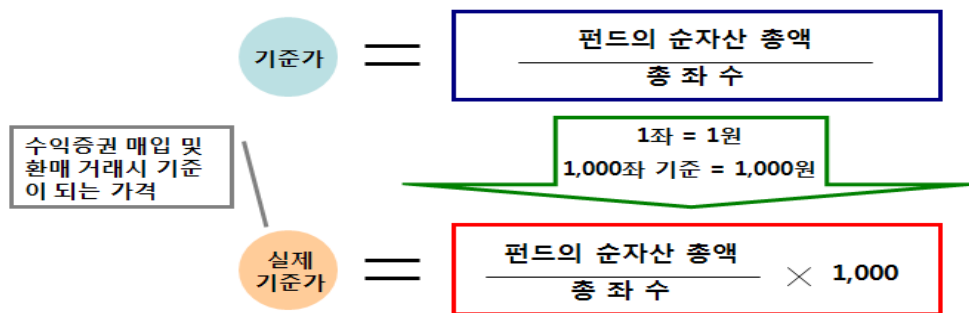 기준가
펀드의 순자산 총액
총 좌 수
수익증권 매입 및
환매 거래시 기준
이 되는 가격
1좌 = 1원
1,000좌 기준 = 1,000원
실제
기준가
펀드의 순자산 총액
총 좌 수
× 1,000